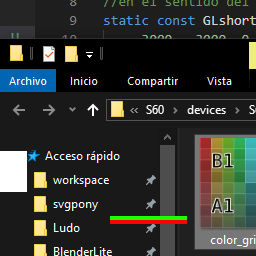 8 //en el sentido del
9 static const GLshort
Archivo Inicio Compartir
S60 devices
Acceso rápido
workspace
svgpony
Ludo
BlenderLite
B1
A1
color_gri